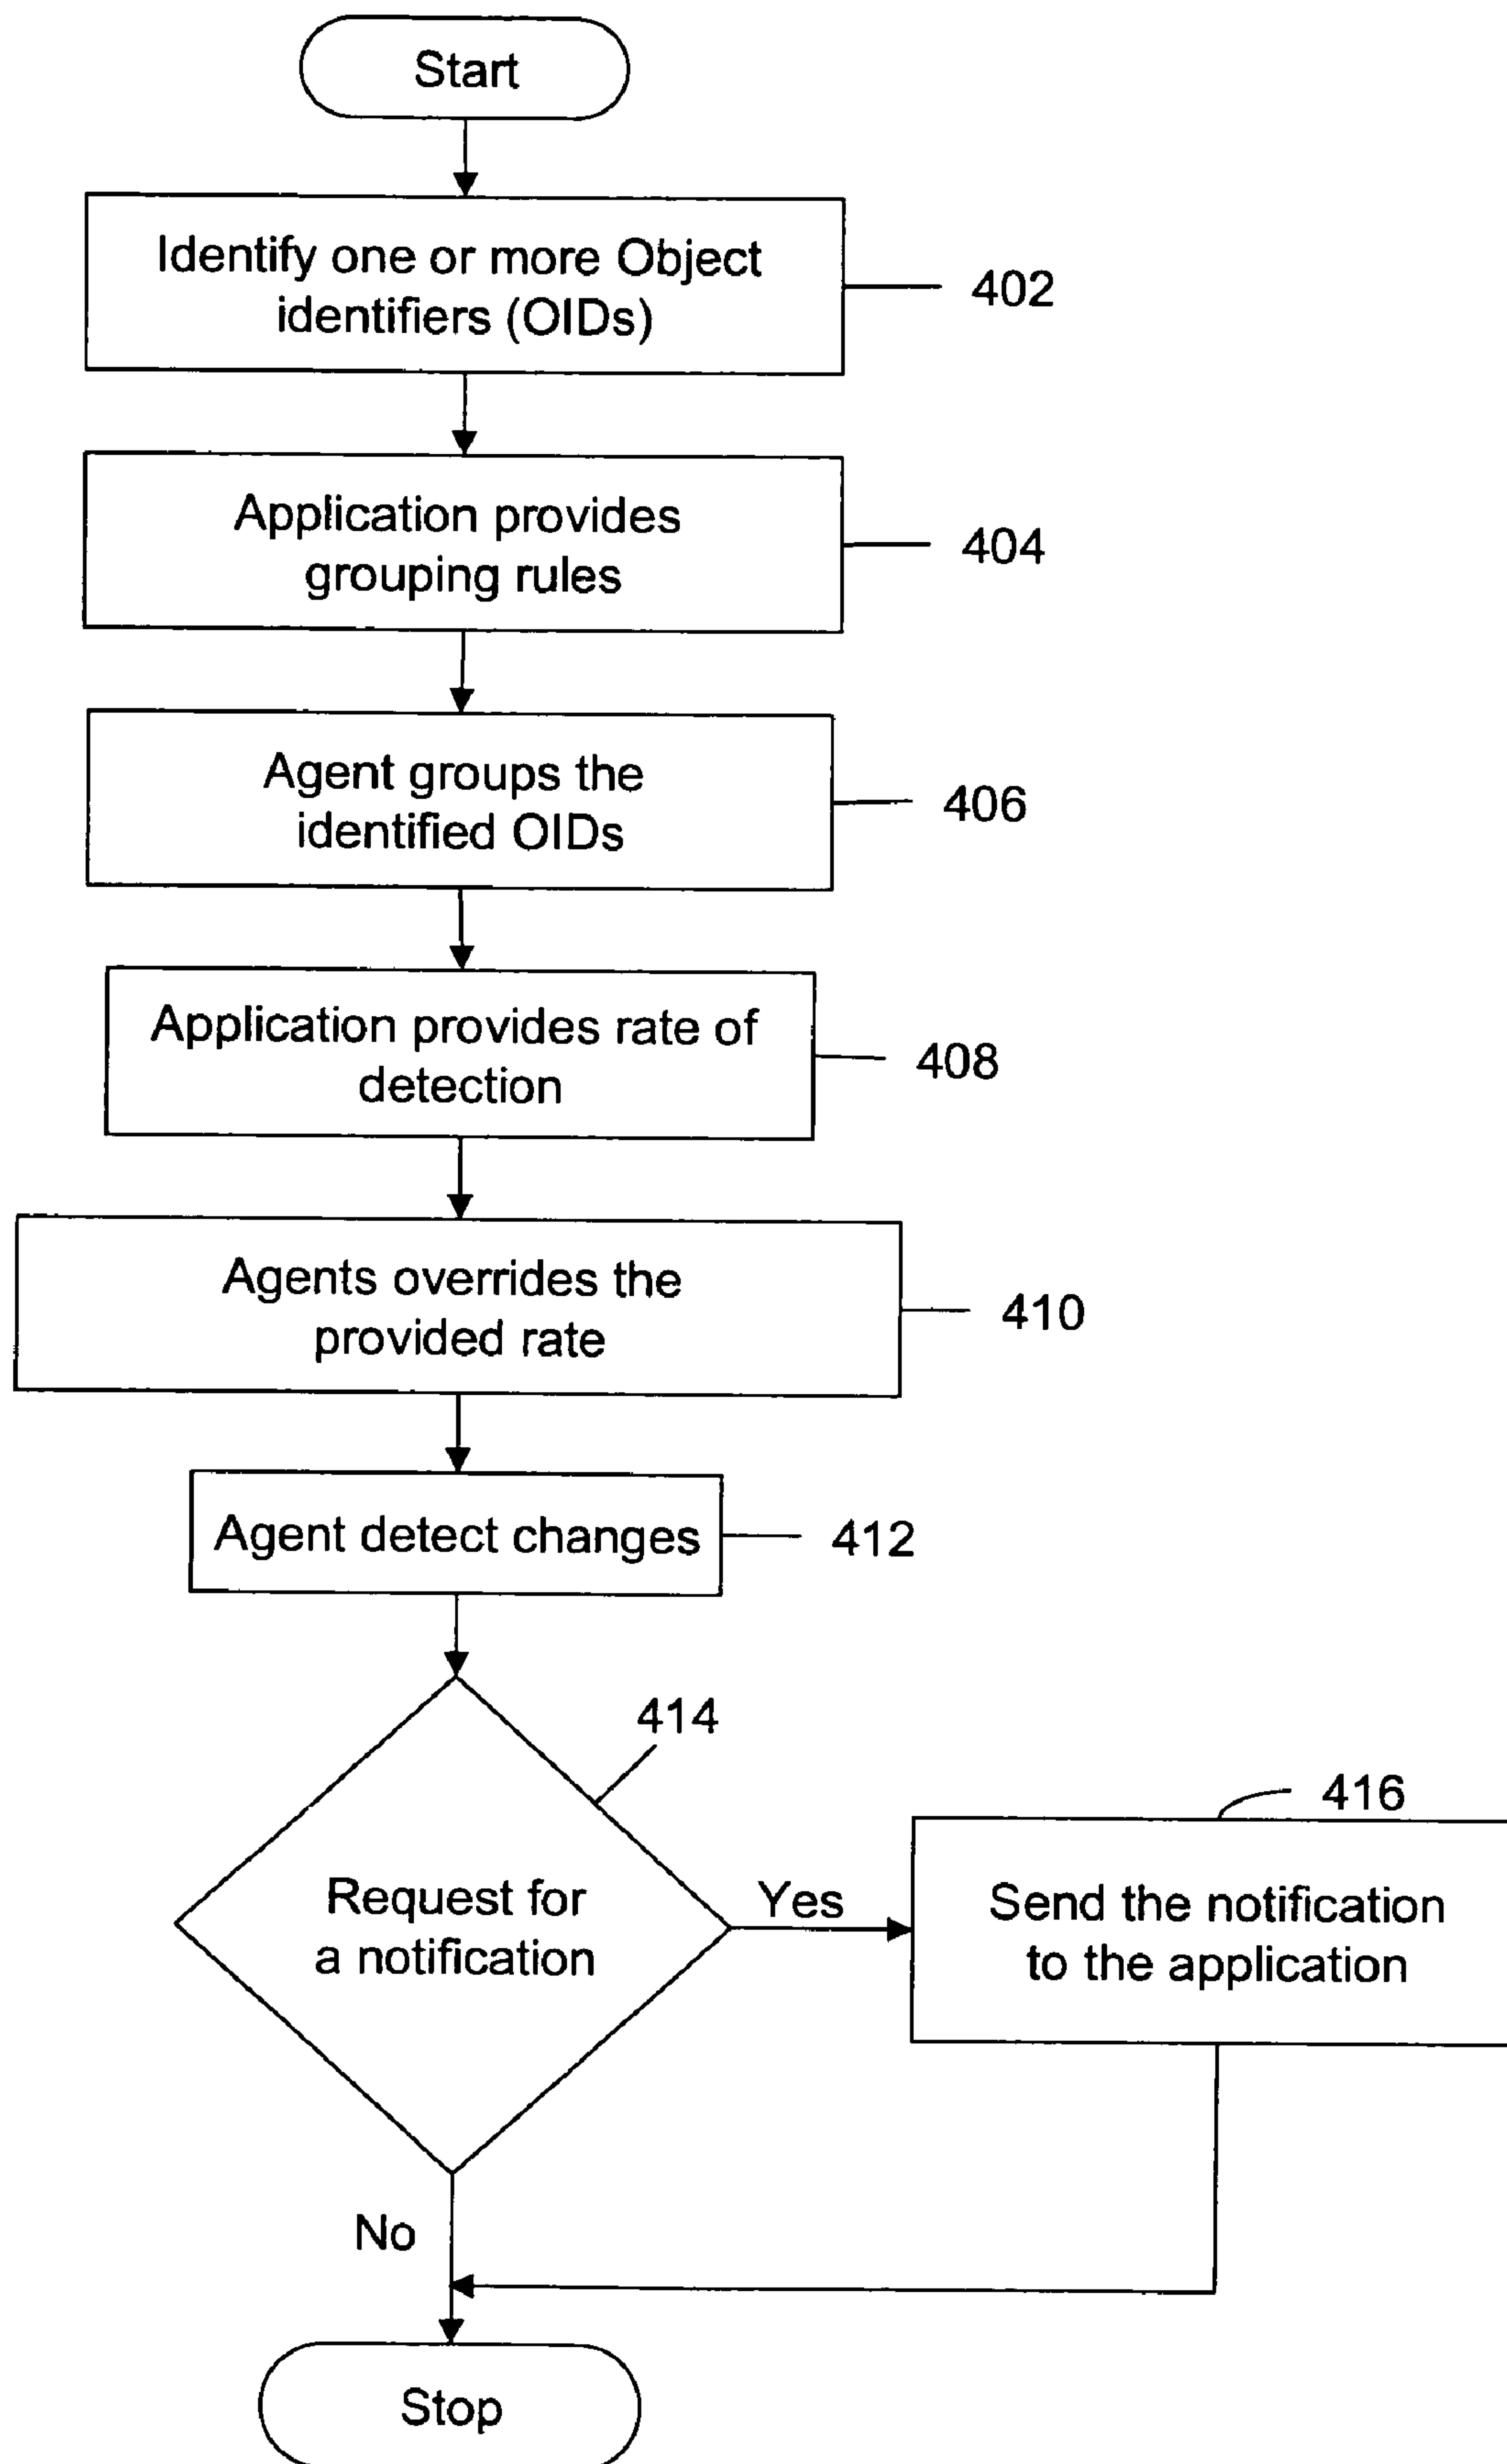 Start
Identify one or more Object
identifiers (OIDs)
402
Application provides
grouping rules
404
Agent groups the
identified OIDs
406
Application provides rate of
detection
408
Agents overrides the
provided rate
410
Agent detect changes
412
414
Request for
a notification
Yes
416
Send the notification
to the application
No
Stop